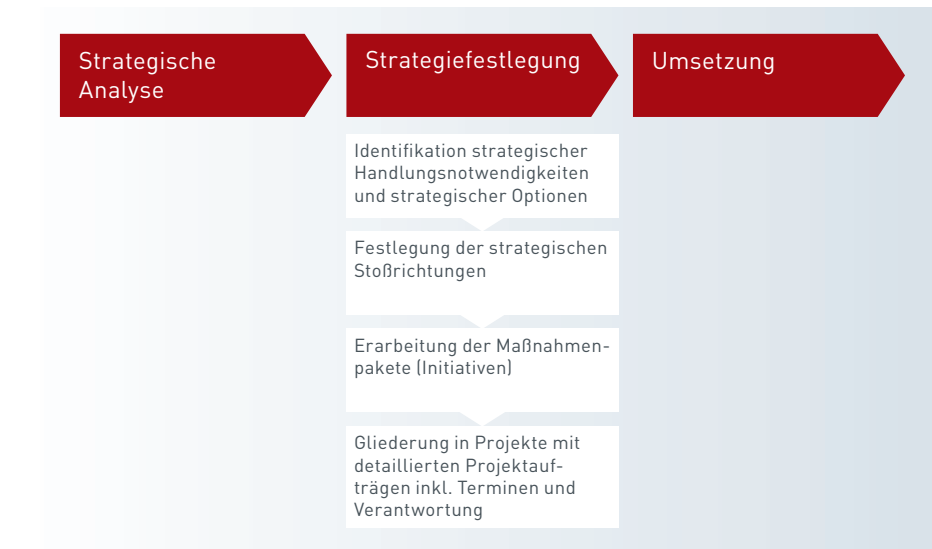 Strategische
Analyse
Strategiefestlegung
Umsetzung
Identifikation strategischer
Handlungsnotwendigkeiten
und strategischer Optionen
Festlegung der strategischen
Stoßrichtungen
Erarbeitung der Maßnahmen-
pakete (Initiativen)
Gliederung in Projekte mit
detaillierten Projektauf-
trägen inkl. Terminen und
Verantwortung